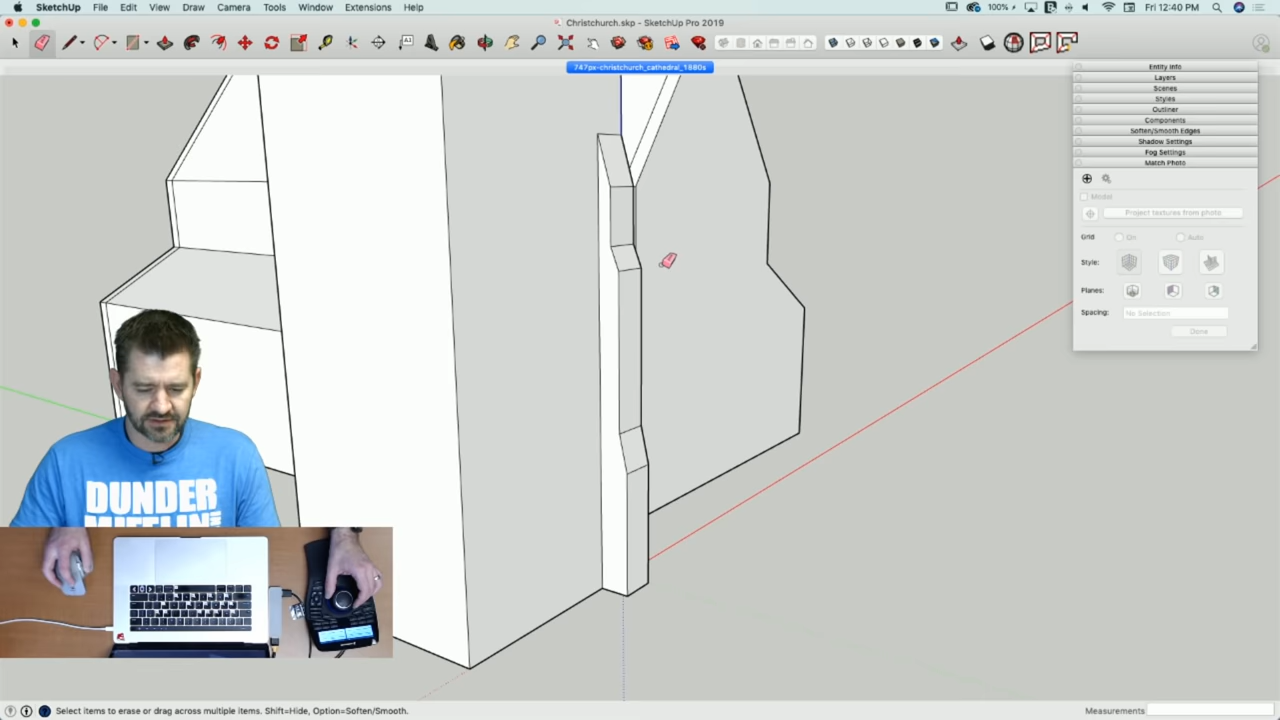 SketchUp File Edit View Draw Camera Tools Window Extensions Help
100% Fri 12:40 PM
Christchurch.skp - SketchUp Pro 2019
747px-christchurch_cathedral_1880s
Entity Info
Layers
Scenes
Styles
Outliner
Components
Soften/Smooth Edges
Shadow Settings
Fog Settings
Match Photo
Model
Project textures from photo
Grid On Auto
Style:
Planes:
Spacing: No Selection
Done
DUNDER
MIFFLIN
Select items to erase or drag across multiple items. Shift=Hide, Option=Soften/Smooth.
Measurements